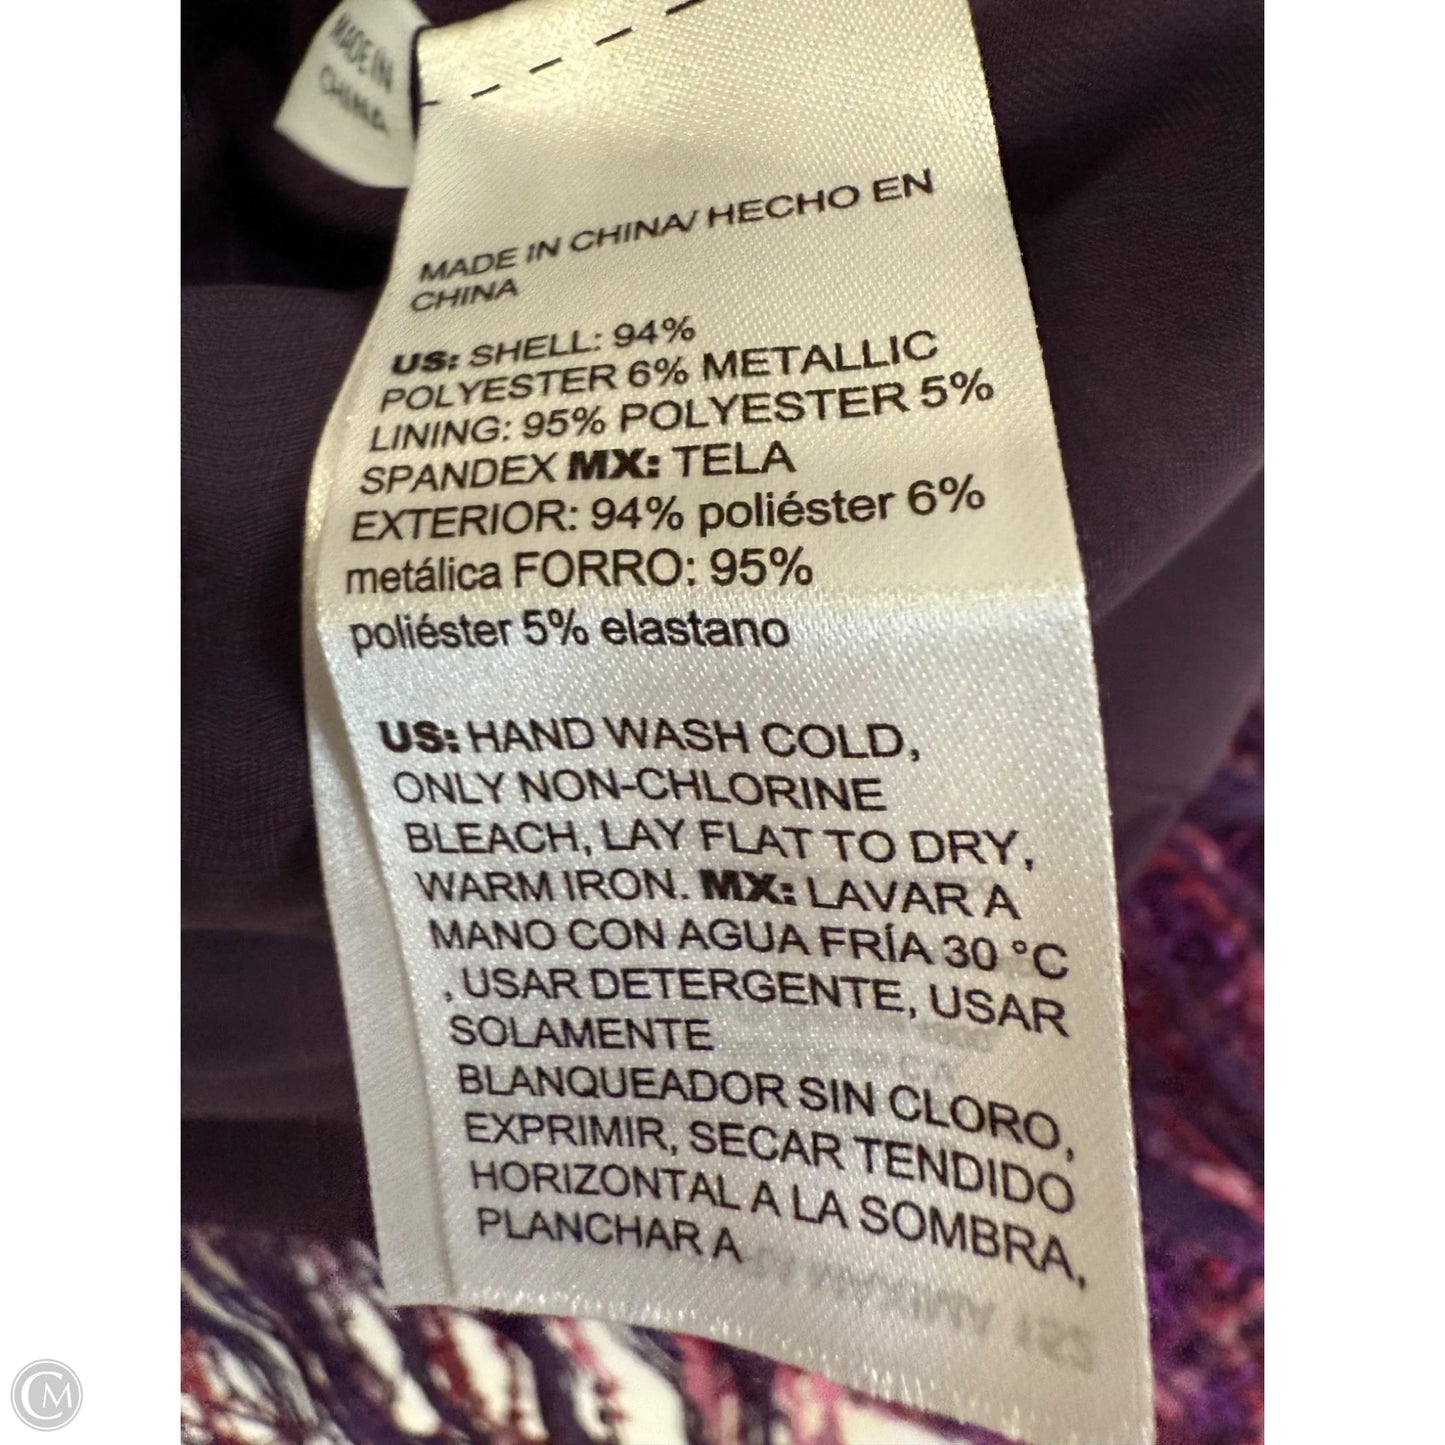 MADE IN
CHINA
MADE IN CHINA/ HECHO EN
CHINA
US: SHELL: 94%
POLYESTER 6% METALLIC
LINING: 95% POLYESTER 5%
SPANDEX MX: TELA
EXTERIOR: 94% poliéster 6%
metálica FORRO: 95%
poliéster 5% elastano
US: HAND WASH COLD,
ONLY NON-CHLORINE
BLEACH, LAY FLAT TO DRY,
WARM IRON. MX: LAVAR A
MANO CON AGUA FRÍA 30 °C
, USAR DETERGENTE, USAR
SOLAMENTE
BLANQUEADOR SIN CLORO,
EXPRIMIR, SECAR TENDIDO
HORIZONTAL A LA SOMBRA,
PLANCHAR A
CM